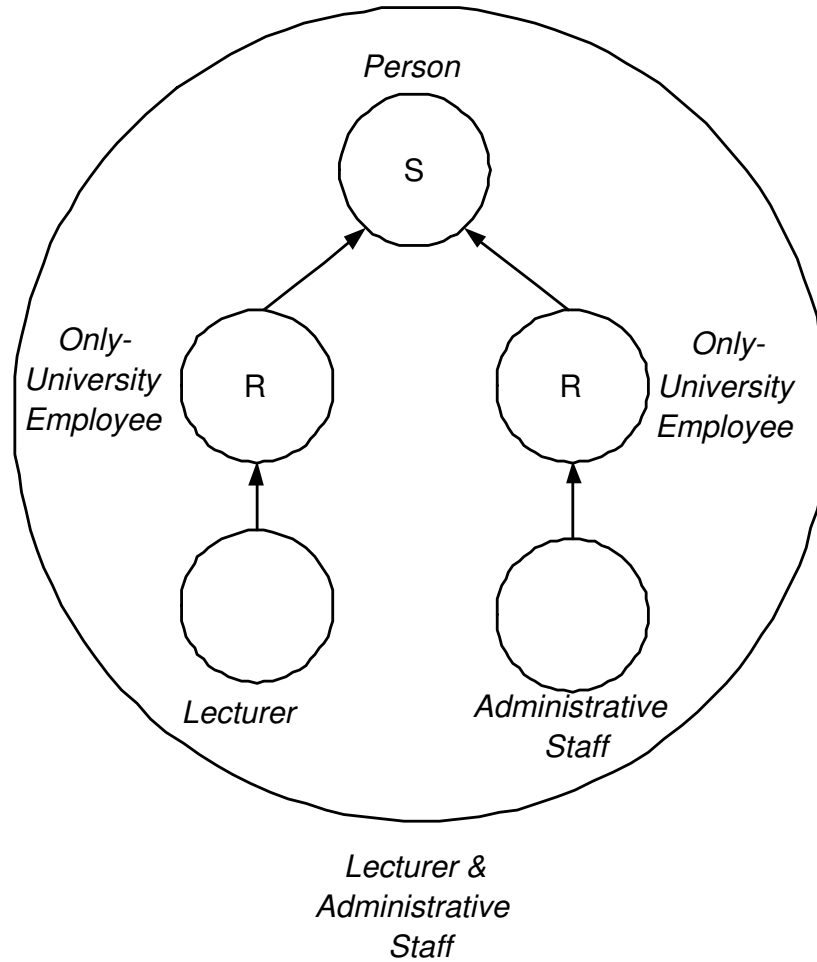 Person
S
Only-
University
Employee
R
R
Only-
University
Employee
Lecturer
Administrative
Staff
Lecturer &
Administrative
Staff